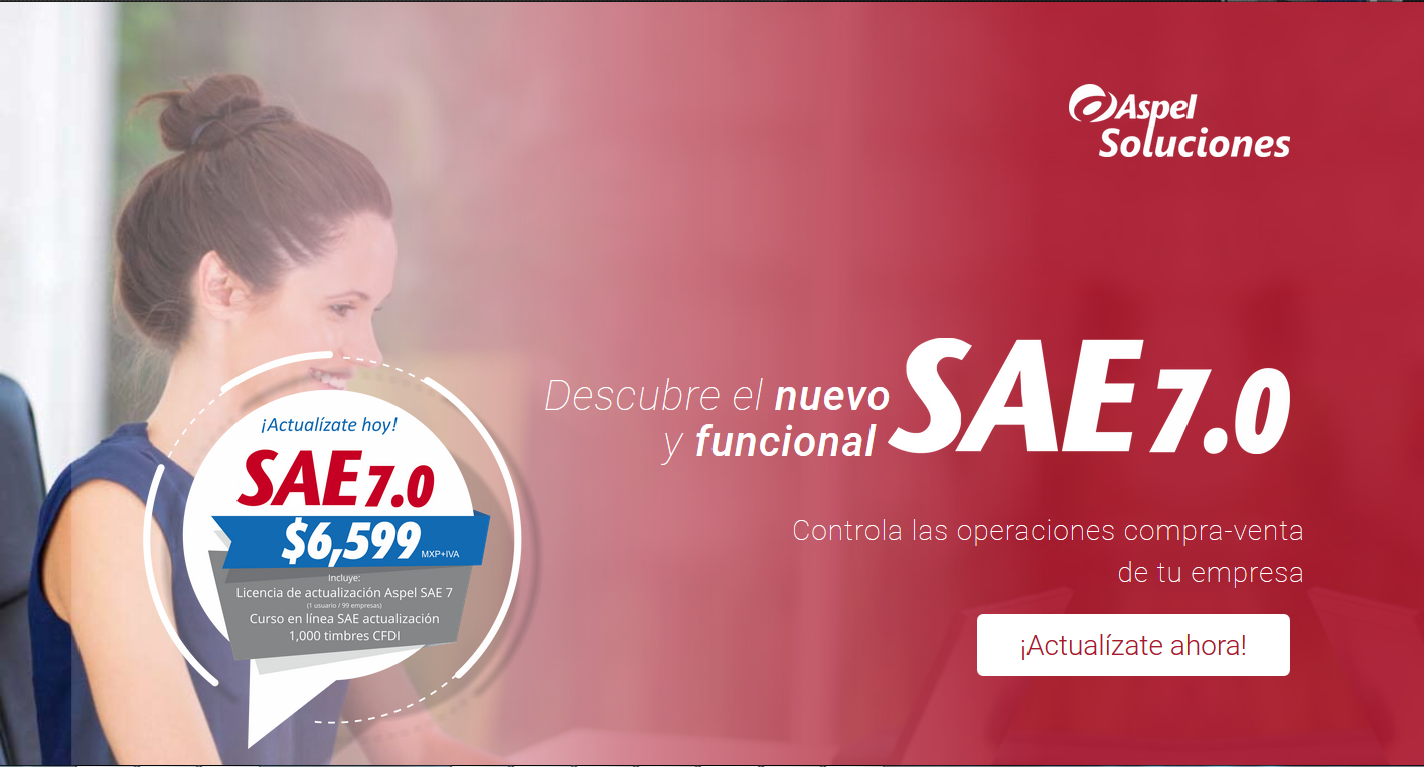 Aspel
Soluciones
Descubre el nuevo
y funcional
SAE 7.0
Controla las operaciones compra-venta
de tu empresa
¡Actualízate ahora!
¡Actualízate hoy!
SAE 7.0
$6,599 MXP+IVA
Incluye:
Licencia de actualización Aspel SAE 7
(1 usuario / 99 empresas)
Curso en línea SAE actualización
1,000 timbres CFDI